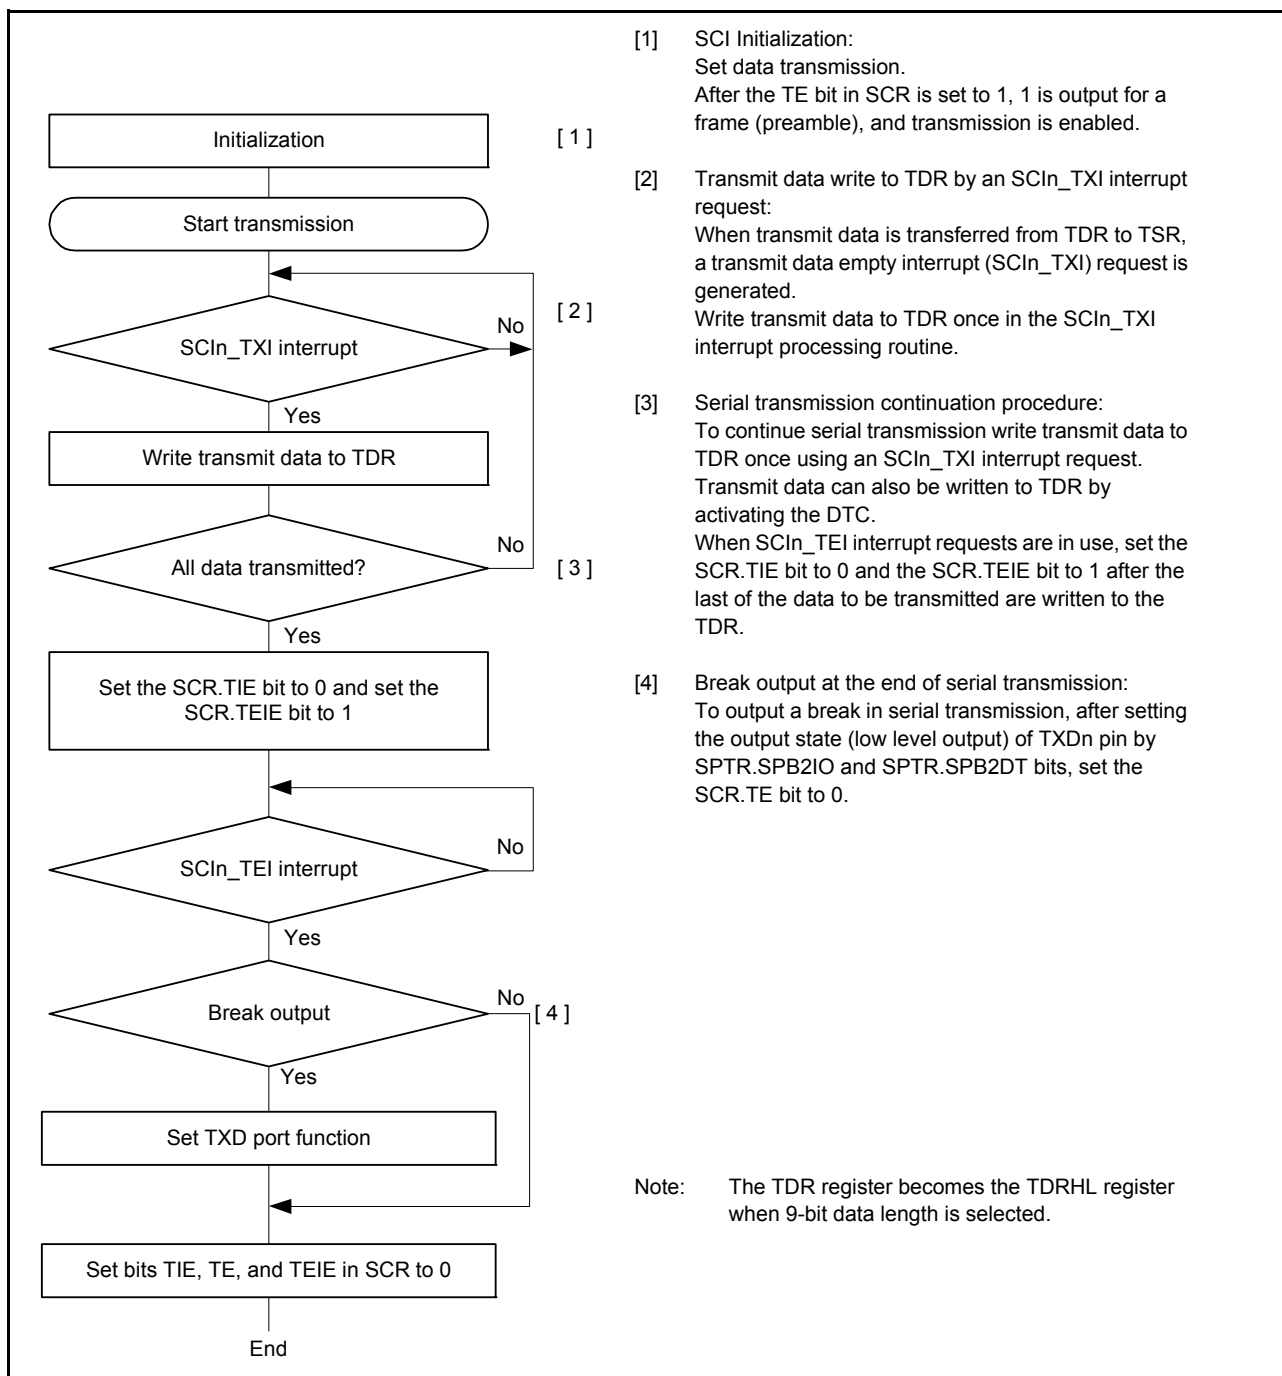 Initialization
[ 1 ]
Start transmission
[ 2 ]
No
SCIn_TXI interrupt
Yes
Write transmit data to TDR
No
All data transmitted?
[ 3 ]
Yes
Set the SCR.TIE bit to 0 and set the
SCR.TEIE bit to 1
No
SCIn_TEI interrupt
Yes
No
Break output
[ 4 ]
Yes
Set TXD port function
Set bits TIE, TE, and TEIE in SCR to 0
End
[1] SCI Initialization:
Set data transmission.
After the TE bit in SCR is set to 1, 1 is output for a
frame (preamble), and transmission is enabled.
[2] Transmit data write to TDR by an SCIn_TXI interrupt
request:
When transmit data is transferred from TDR to TSR,
a transmit data empty interrupt (SCIn_TXI) request is
generated.
Write transmit data to TDR once in the SCIn_TXI
interrupt processing routine.
[3] Serial transmission continuation procedure:
To continue serial transmission write transmit data to
TDR once using an SCIn_TXI interrupt request.
Transmit data can also be written to TDR by
activating the DTC.
When SCIn_TEI interrupt requests are in use, set the
SCR.TIE bit to 0 and the SCR.TEIE bit to 1 after the
last of the data to be transmitted are written to the
TDR.
[4] Break output at the end of serial transmission:
To output a break in serial transmission, after setting
the output state (low level output) of TXDn pin by
SPTR.SPB2IO and SPTR.SPB2DT bits, set the
SCR.TE bit to 0.
Note: The TDR register becomes the TDRHL register
when 9-bit data length is selected.